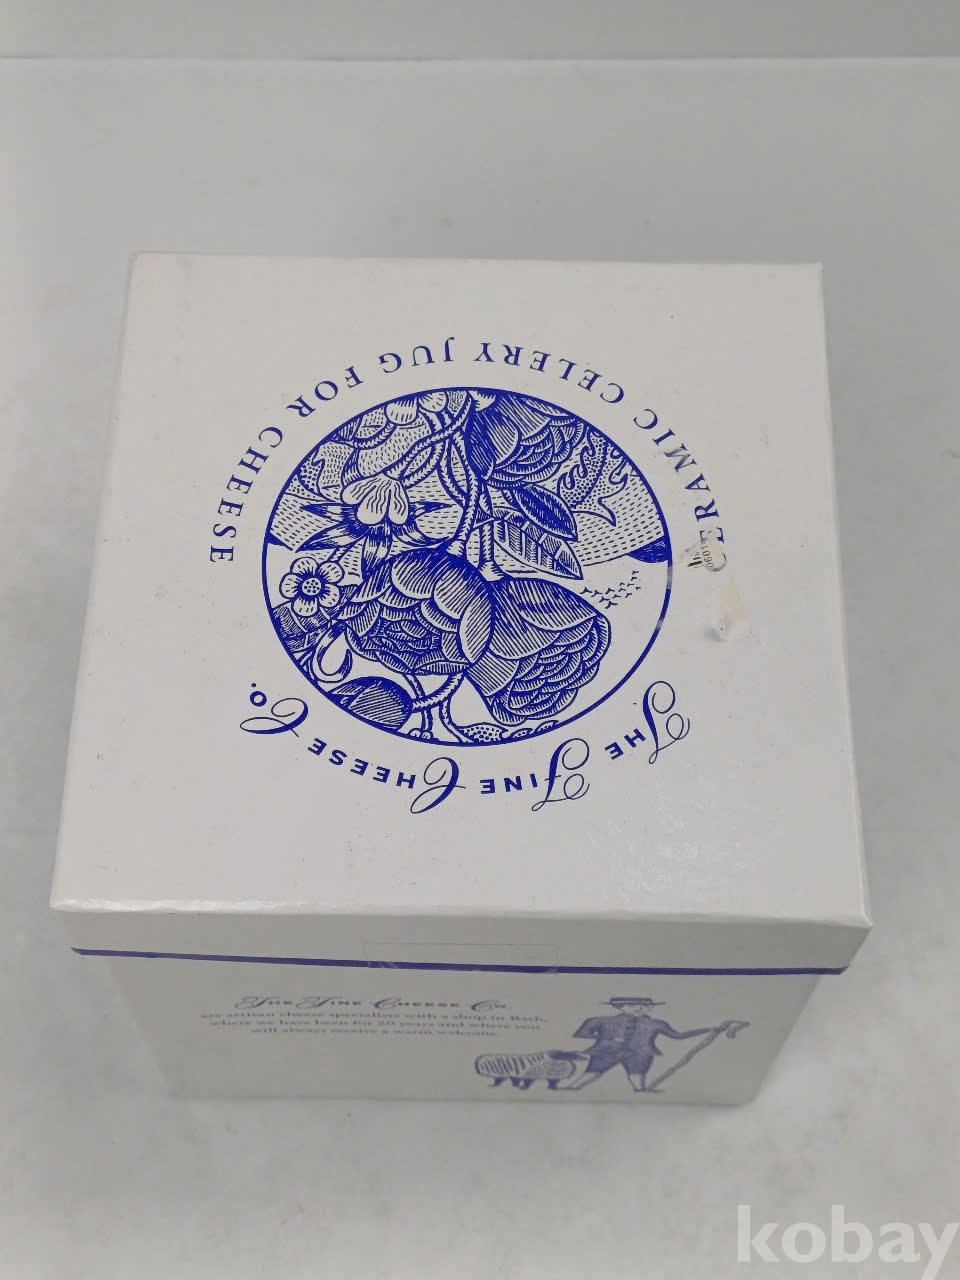 CERAMIC CELERY JUG FOR CHEESE
THE FINE CHEESE CO.
THE FINE CHEESE CO.
are artisan cheese specialists with a shop in Bath,
where we have been for 20 years and where you
will always receive a warm welcome.
kobay